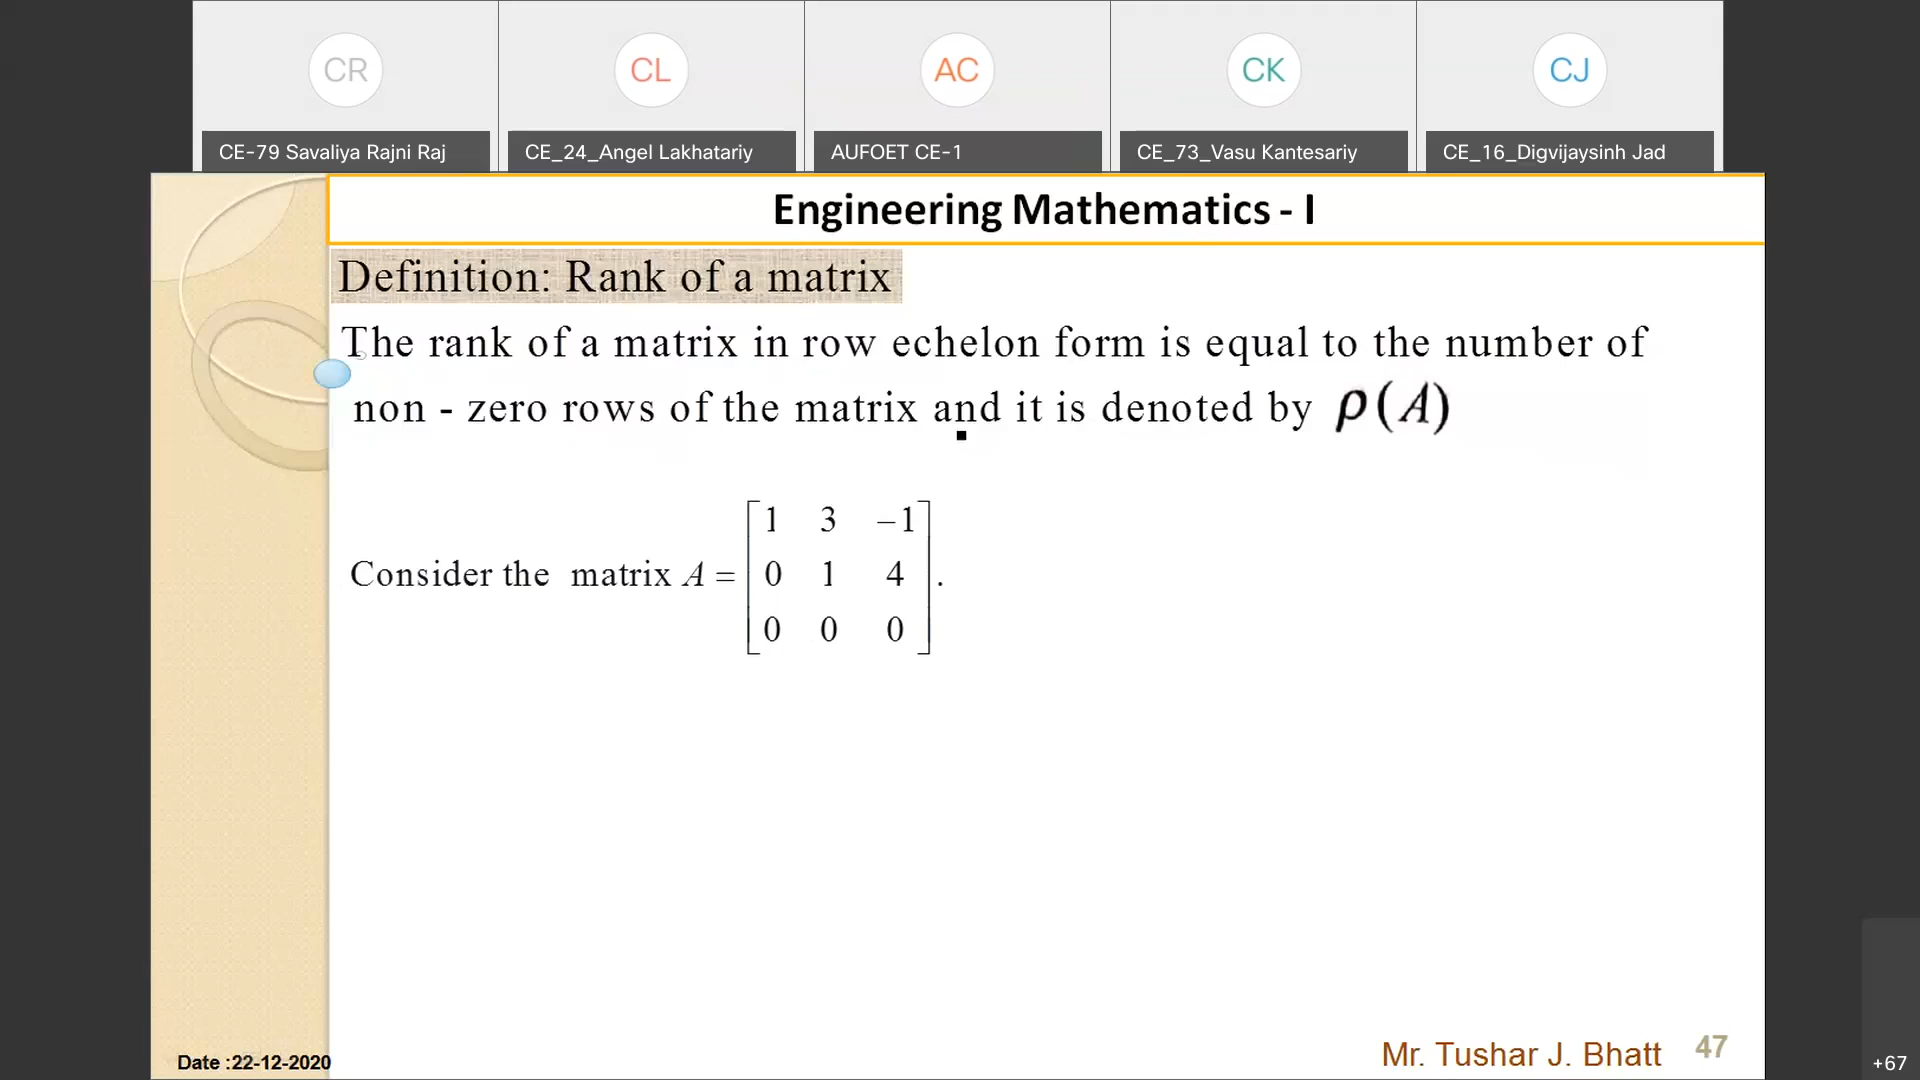 CR CL AC CK CJ
CE-79 Savaliya Rajni Raj CE_24_Angel Lakhatariy AUFOET CE-1 CE_73_Vasu Kantesariy CE_16_Digvijaysinh Jad
Engineering Mathematics - I
Definition: Rank of a matrix
The rank of a matrix in row echelon form is equal to the number of
non - zero rows of the matrix and it is denoted by ρ(A)
1 3 –1
Consider the matrix A = 0 1 4 .
0 0 0
Mr. Tushar J. Bhatt 47
Date :22-12-2020
+67